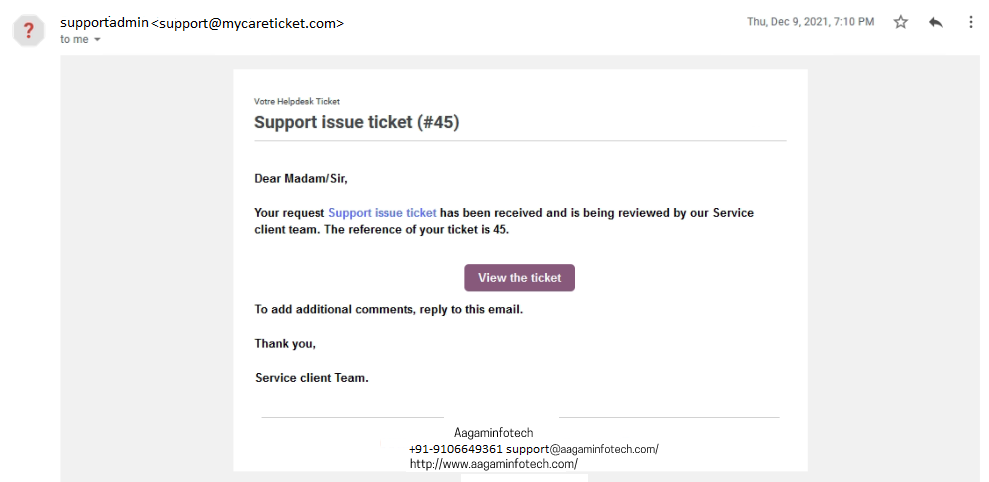 ?
supportadmin <support@mycareticket.com>
Thu, Dec 9, 2021, 7:10 PM
to me
Votre Helpdesk Ticket
Support issue ticket (#45)
Dear Madam/Sir,
Your request Support issue ticket has been received and is being reviewed by our Service
client team. The reference of your ticket is 45.
View the ticket
To add additional comments, reply to this email.
Thank you,
Service client Team.
Aagaminfotech
+91-9106649361 support@aagaminfotech.com/
http://www.aagaminfotech.com/